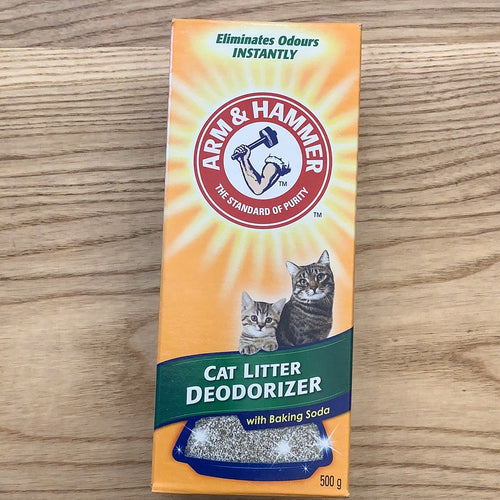 Eliminates Odours
INSTANTLY
ARM & HAMMER
THE STANDARD OF PURITY
TM
TM
CAT LITTER
DEODORIZER
with Baking Soda
500 g